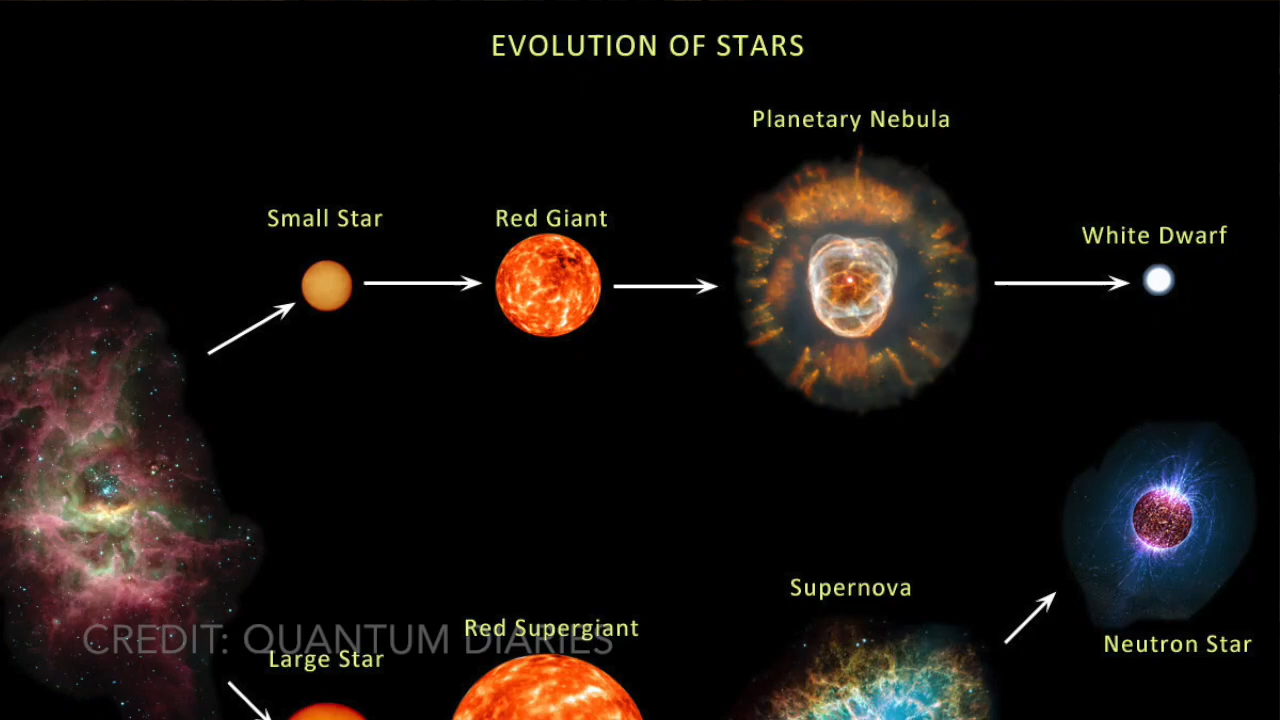 EVOLUTION OF STARS
Planetary Nebula
Small Star
Red Giant
White Dwarf
Supernova
Red Supergiant
CREDIT: QUANTUM DIARIES
Neutron Star
Large Star